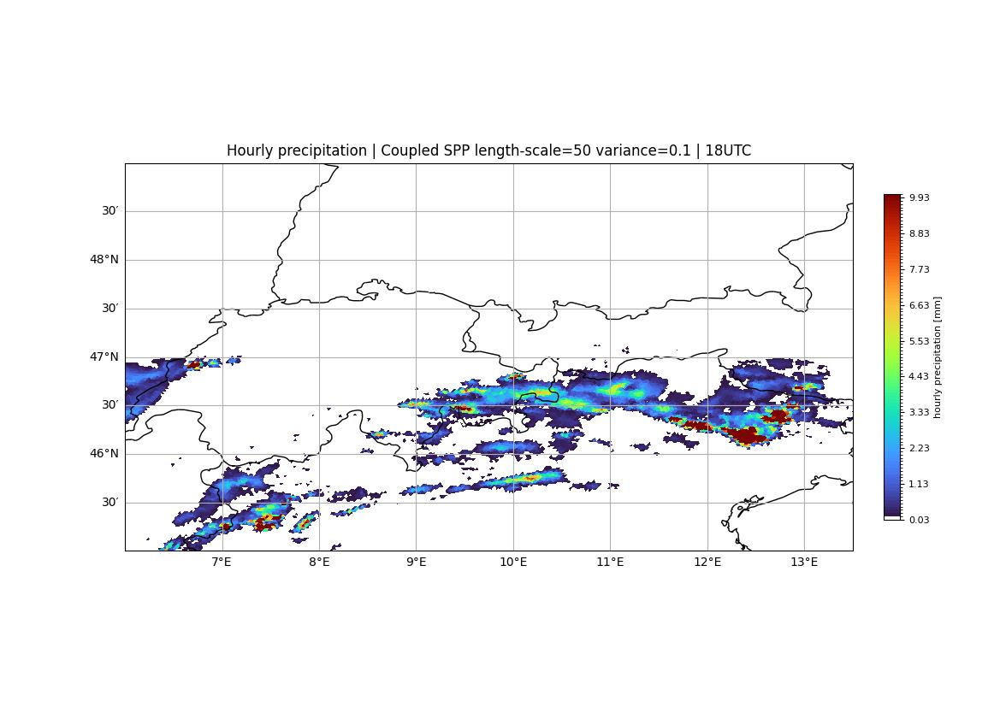 Hourly precipitation | Coupled SPP length-scale=50 variance=0.1 | 18UTC
30′
48°N
30′
47°N
30′
46°N
30′
7°E 8°E 9°E 10°E 11°E 12°E 13°E
9.93
8.83
7.73
6.63
5.53
4.43
3.33
2.23
1.13
0.03
hourly precipitation [mm]